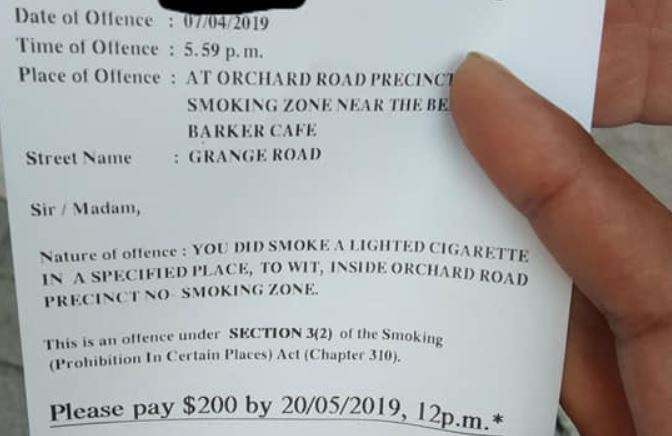 Date of Offence : 07/04/2019
Time of Offence : 5.59 p.m.
Place of Offence : AT ORCHARD ROAD PRECINCT
SMOKING ZONE NEAR THE
BARKER CAFE
Street Name : GRANGE ROAD
Sir / Madam,
Nature of offence : YOU DID SMOKE A LIGHTED CIGARETTE
IN A SPECIFIED PLACE, TO WIT, INSIDE ORCHARD ROAD
PRECINCT NO- SMOKING ZONE.
This is an offence under SECTION 3(2) of the Smoking
(Prohibition In Certain Places) Act (Chapter 310).
Please pay $200 by 20/05/2019, 12p.m.*